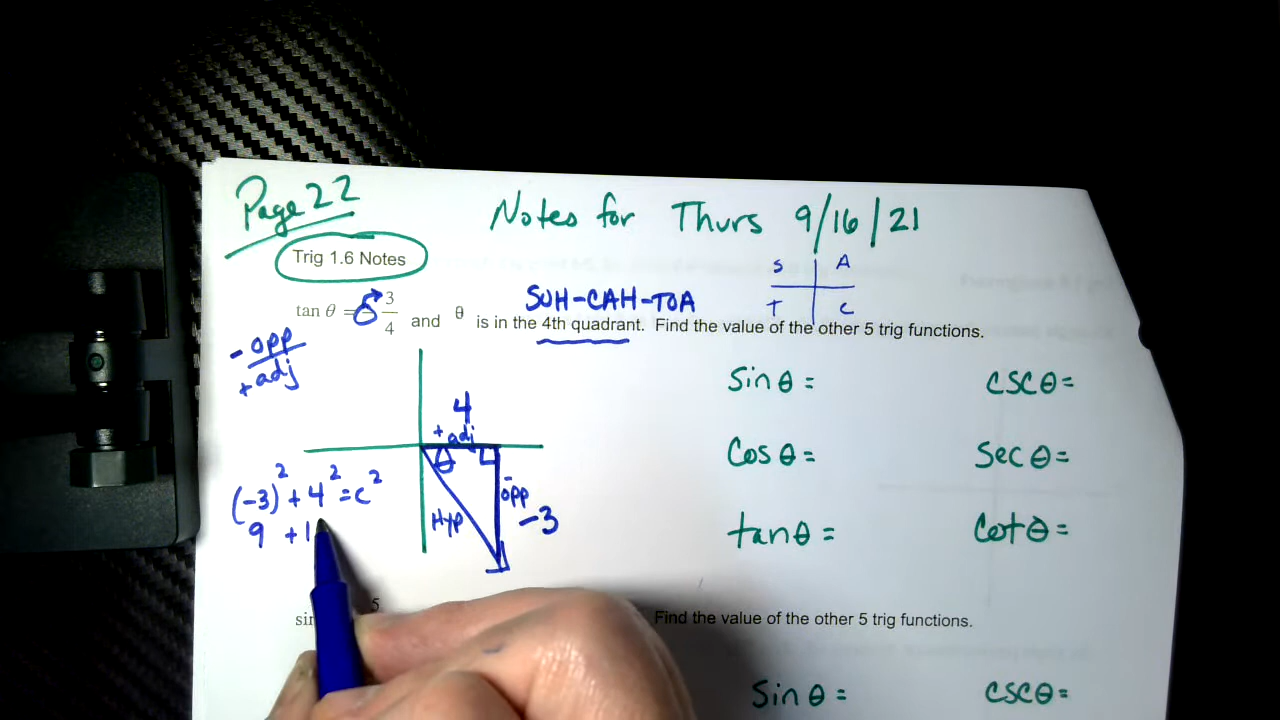 Page 22
Notes for Thurs 9/16/21
Trig 1.6 Notes
S A
T C
SOH-CAH-TOA
tan θ = - 3/4 and θ is in the 4th quadrant. Find the value of the other 5 trig functions.
- opp
+ adj
sin θ = csc θ =
4
+ adj
θ
cos θ = sec θ =
(-3)² + 4² = c²
- opp
Hyp
-3
9 + 1
tan θ = cot θ =
5
sin
Find the value of the other 5 trig functions.
sin θ = csc θ =